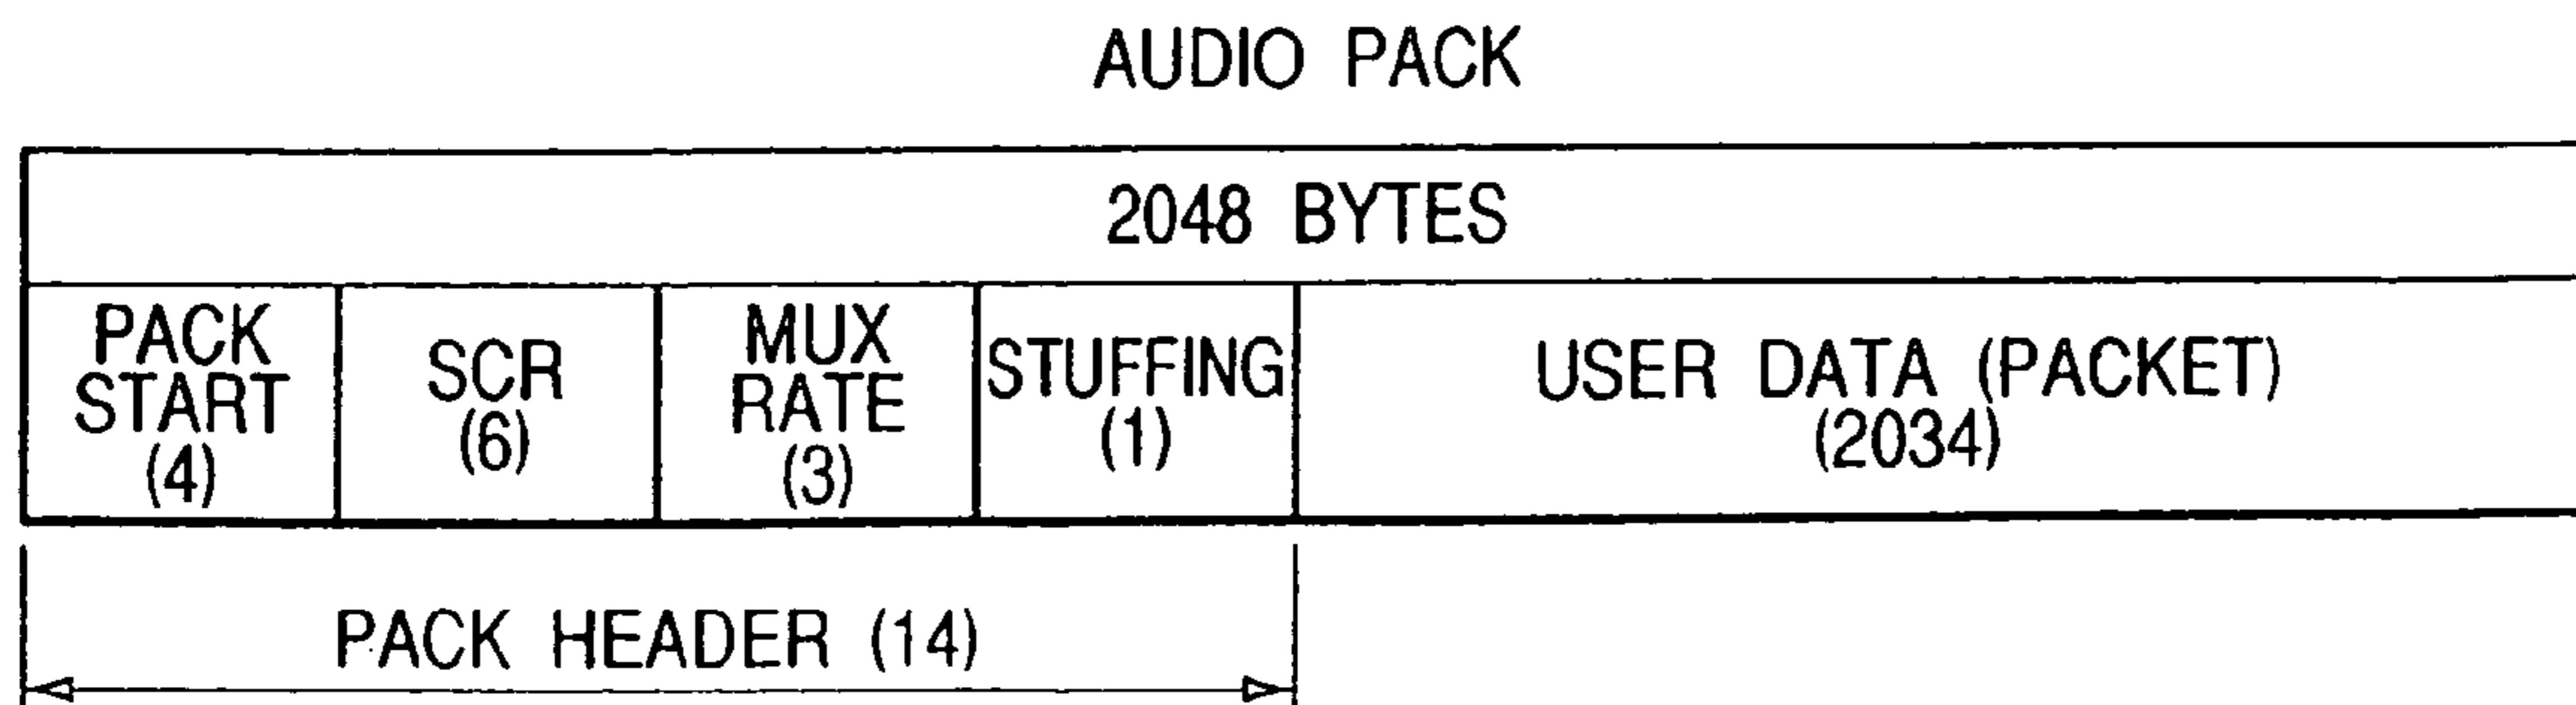 AUDIO PACK
2048 BYTES
PACK
START
(4)
SCR
(6)
MUX
RATE
(3)
STUFFING
(1)
USER DATA (PACKET)
(2034)
PACK HEADER (14)